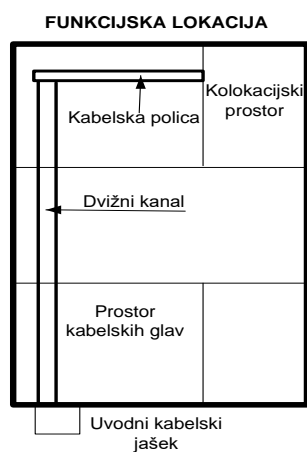 FUNKCIJSKA LOKACIJA
Kolokacijski
prostor
Kabelska polica
Dvižni kanal
Prostor
kabelskih glav
Uvodni kabelski
jašek